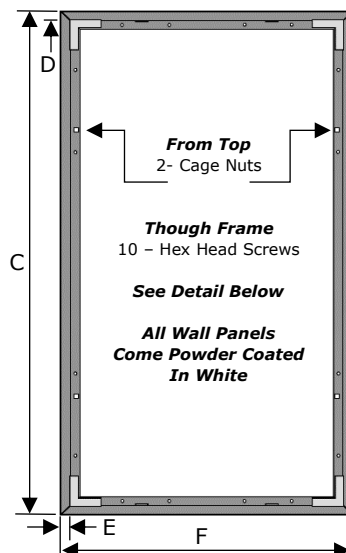 D
From Top
2- Cage Nuts
C
Though Frame
10 – Hex Head Screws
See Detail Below
All Wall Panels
Come Powder Coated
In White
E
F